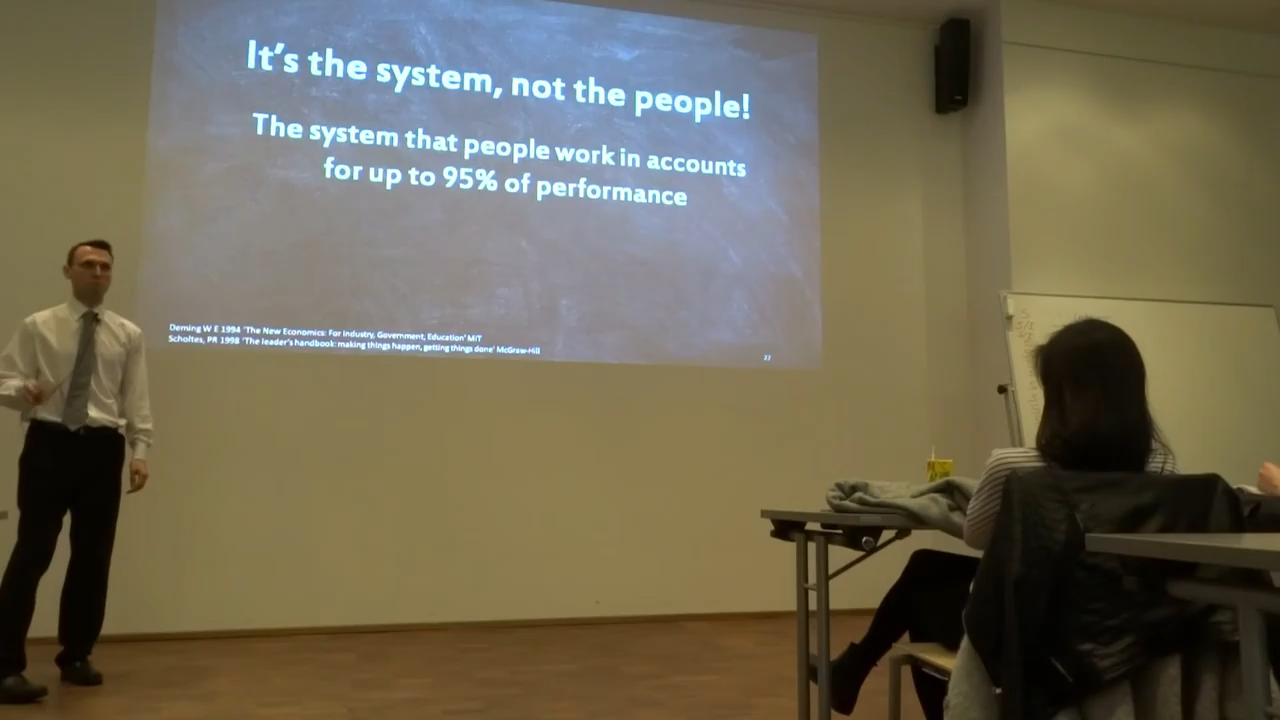 It's the system, not the people!
The system that people work in accounts
for up to 95% of performance
Deming W E 1994 'The New Economics: For Industry, Government, Education' MIT
Scholtes, PR 1998 'The leader's handbook: making things happen, getting things done' McGraw-Hill
27